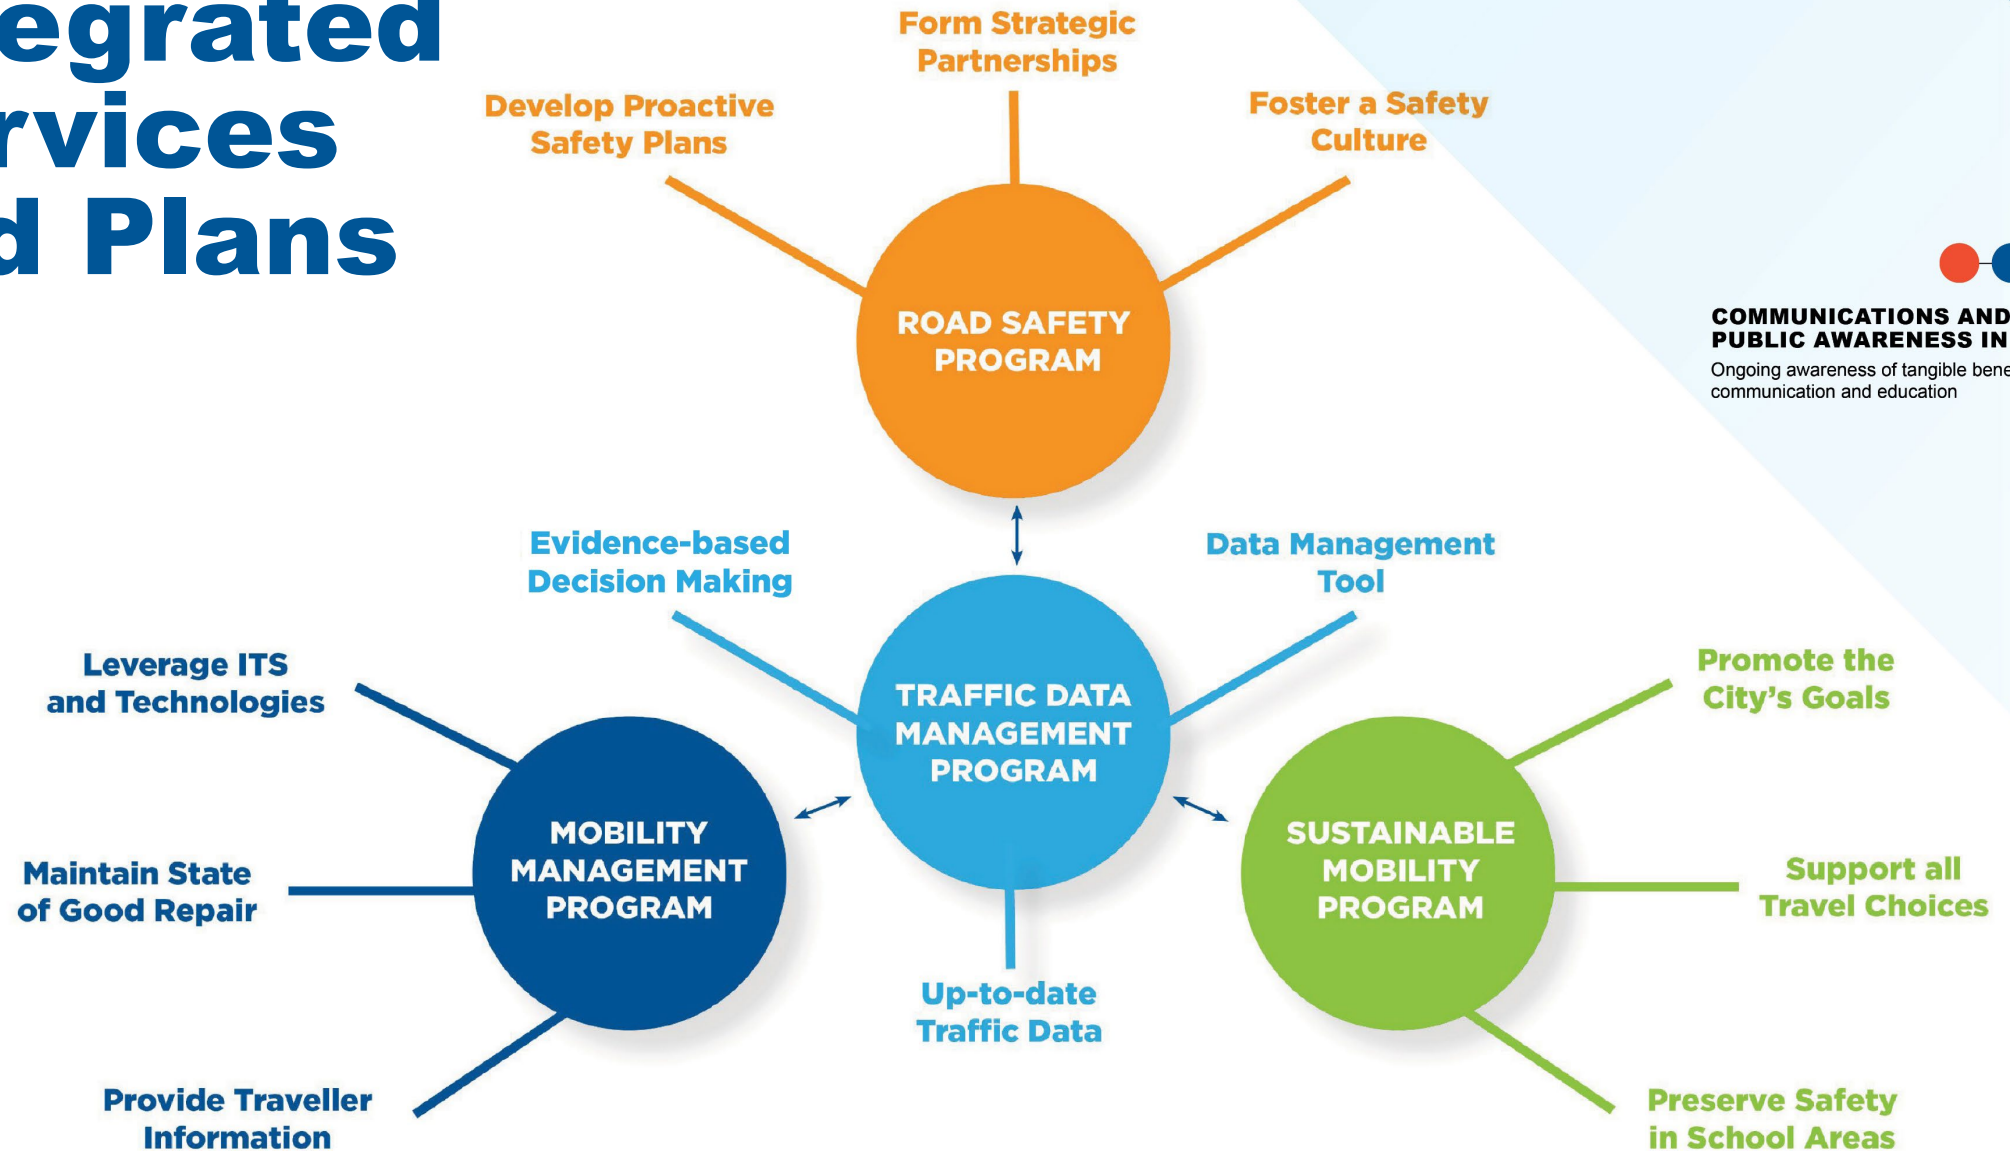 egrated
rvices
d Plans
Form Strategic
Partnerships
Develop Proactive
Safety Plans
Foster a Safety
Culture
ROAD SAFETY
PROGRAM
COMMUNICATIONS AND
PUBLIC AWARENESS IN
Ongoing awareness of tangible bene
communication and education
Evidence-based
Decision Making
Data Management
Tool
TRAFFIC DATA
MANAGEMENT
PROGRAM
Up-to-date
Traffic Data
Leverage ITS
and Technologies
Maintain State
of Good Repair
Provide Traveller
Information
MOBILITY
MANAGEMENT
PROGRAM
SUSTAINABLE
MOBILITY
PROGRAM
Promote the
City's Goals
Support all
Travel Choices
Preserve Safety
in School Areas